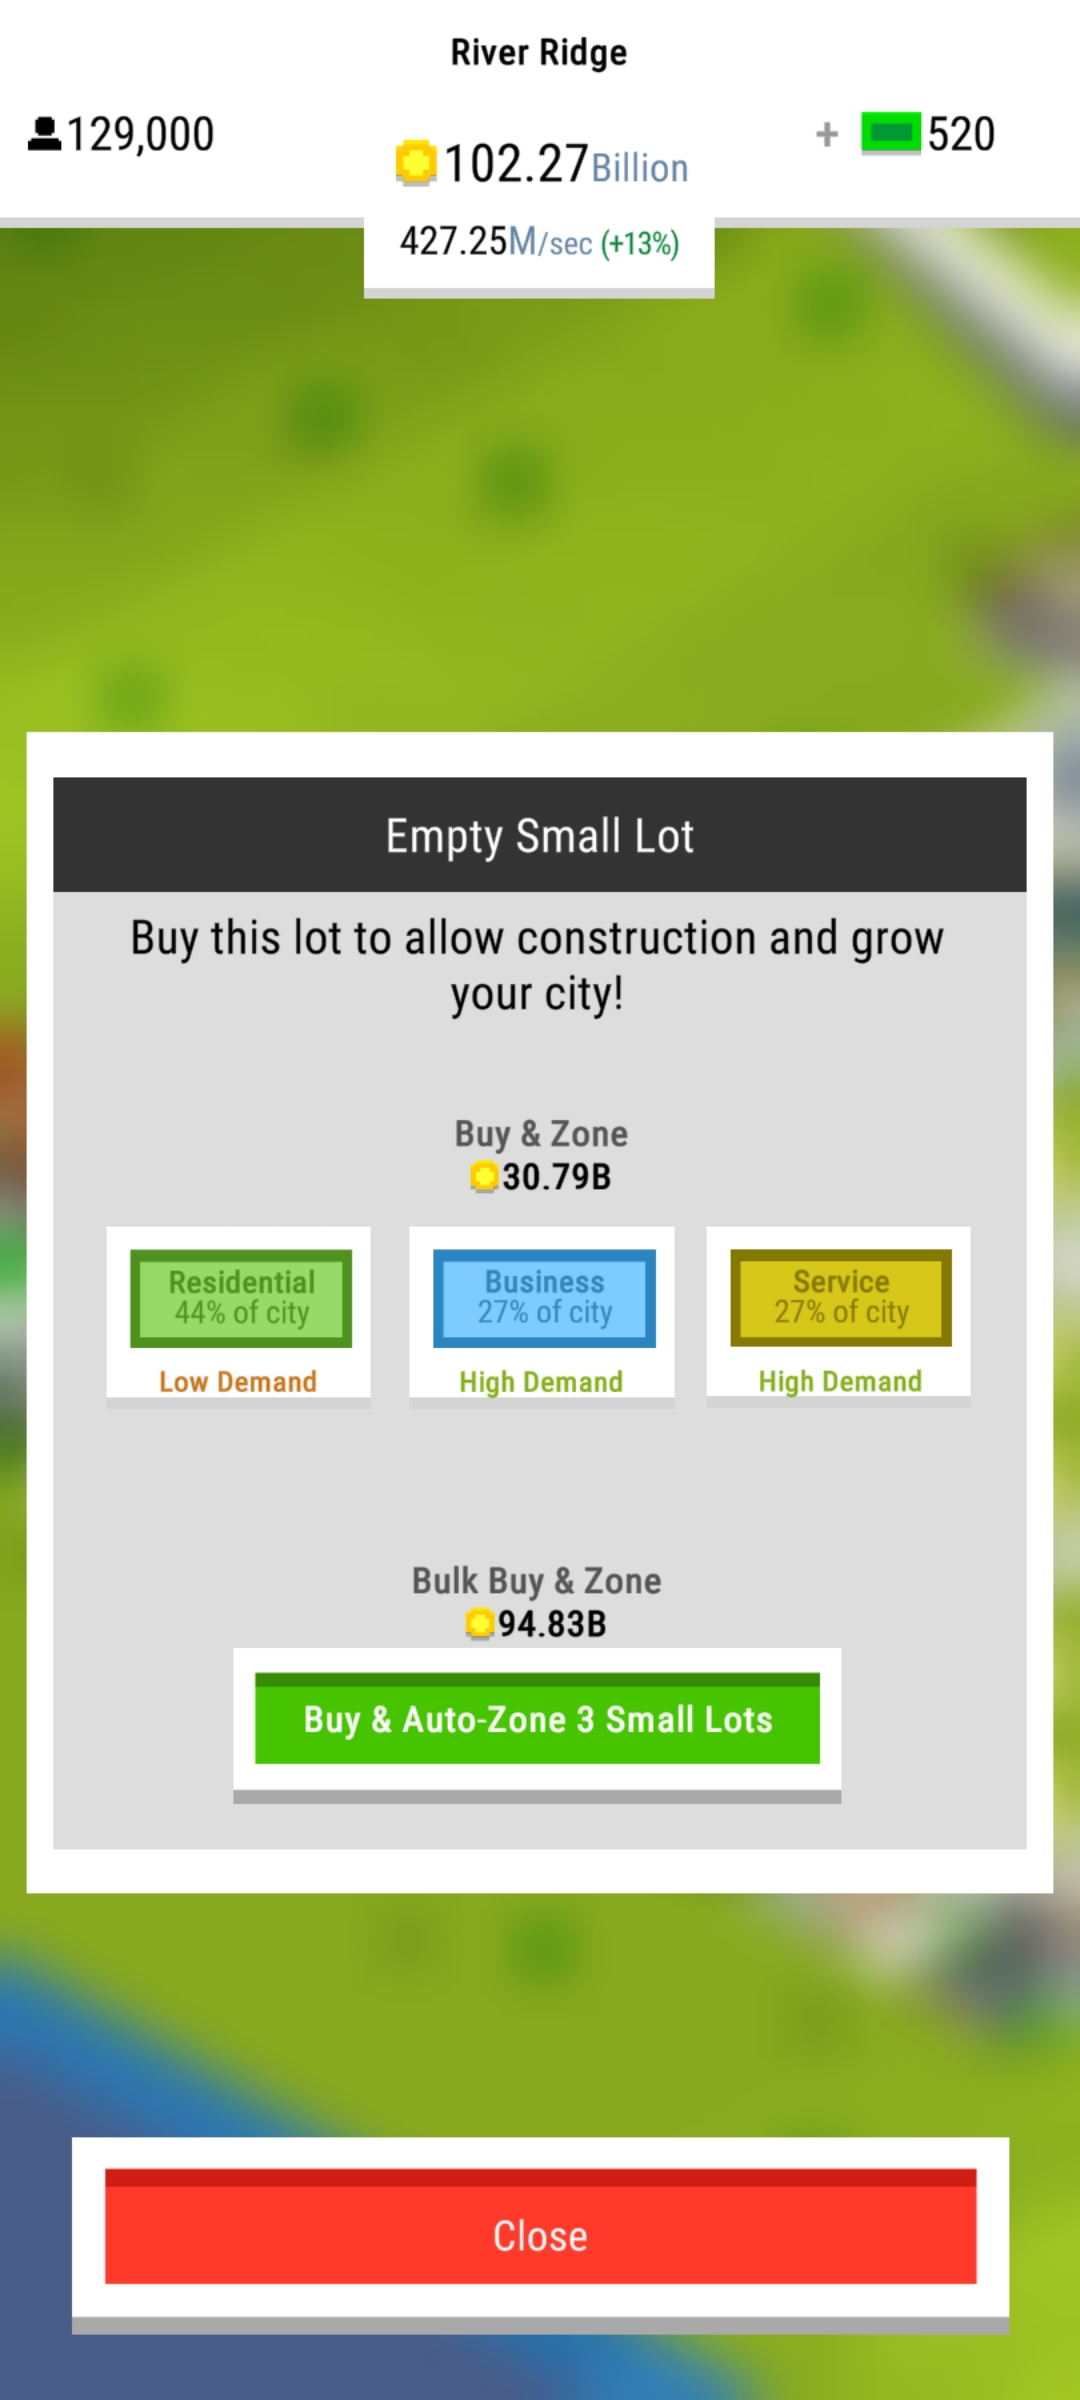 River Ridge
129,000
+ 520
102.27Billion
427.25M/sec (+13%)
Empty Small Lot
Buy this lot to allow construction and grow
your city!
Buy & Zone
30.79B
Residential
44% of city
Low Demand
Business
27% of city
High Demand
Service
27% of city
High Demand
Bulk Buy & Zone
94.83B
Buy & Auto-Zone 3 Small Lots
Close